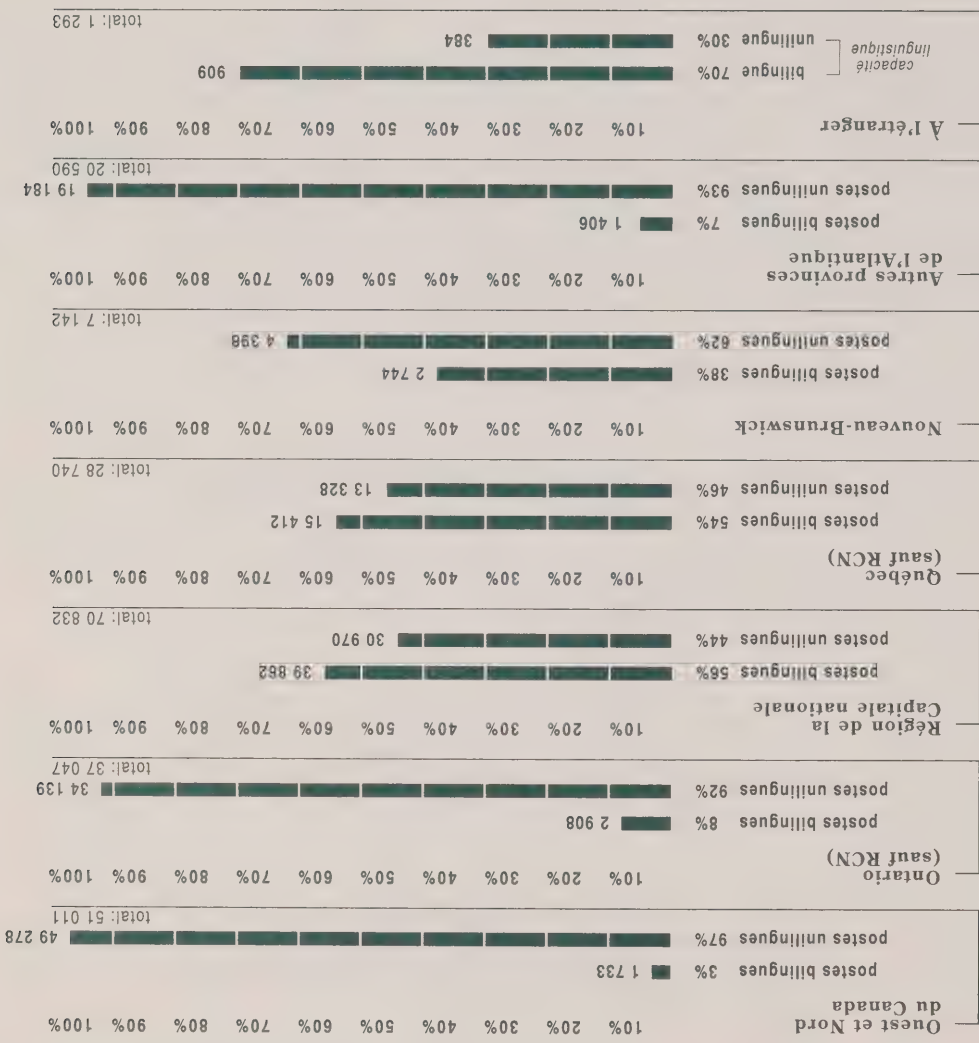 Ouest et Nord
du Canada
10% 20% 30% 40% 50% 60% 70% 80% 90% 100%
postes bilingues 3% 1 733
postes unilingues 97% 49 278
total: 51 011
Ontario
(sauf RCN)
10% 20% 30% 40% 50% 60% 70% 80% 90% 100%
postes bilingues 8% 2 908
postes unilingues 92% 34 139
total: 37 047
Région de la
Capitale nationale
10% 20% 30% 40% 50% 60% 70% 80% 90% 100%
postes bilingues 56% 39 862
postes unilingues 44% 30 970
total: 70 832
Québec
(sauf RCN)
10% 20% 30% 40% 50% 60% 70% 80% 90% 100%
postes bilingues 54% 15 412
postes unilingues 46% 13 328
total: 28 740
Nouveau-Brunswick
10% 20% 30% 40% 50% 60% 70% 80% 90% 100%
postes bilingues 38% 2 744
postes unilingues 62% 4 398
total: 7 142
Autres provinces
de l'Atlantique
10% 20% 30% 40% 50% 60% 70% 80% 90% 100%
postes bilingues 7% 1 406
postes unilingues 93% 19 184
total: 20 590
À l'étranger
10% 20% 30% 40% 50% 60% 70% 80% 90% 100%
capacité
linguistique
bilingue 70% 909
unilingue 30% 384
total: 1 293